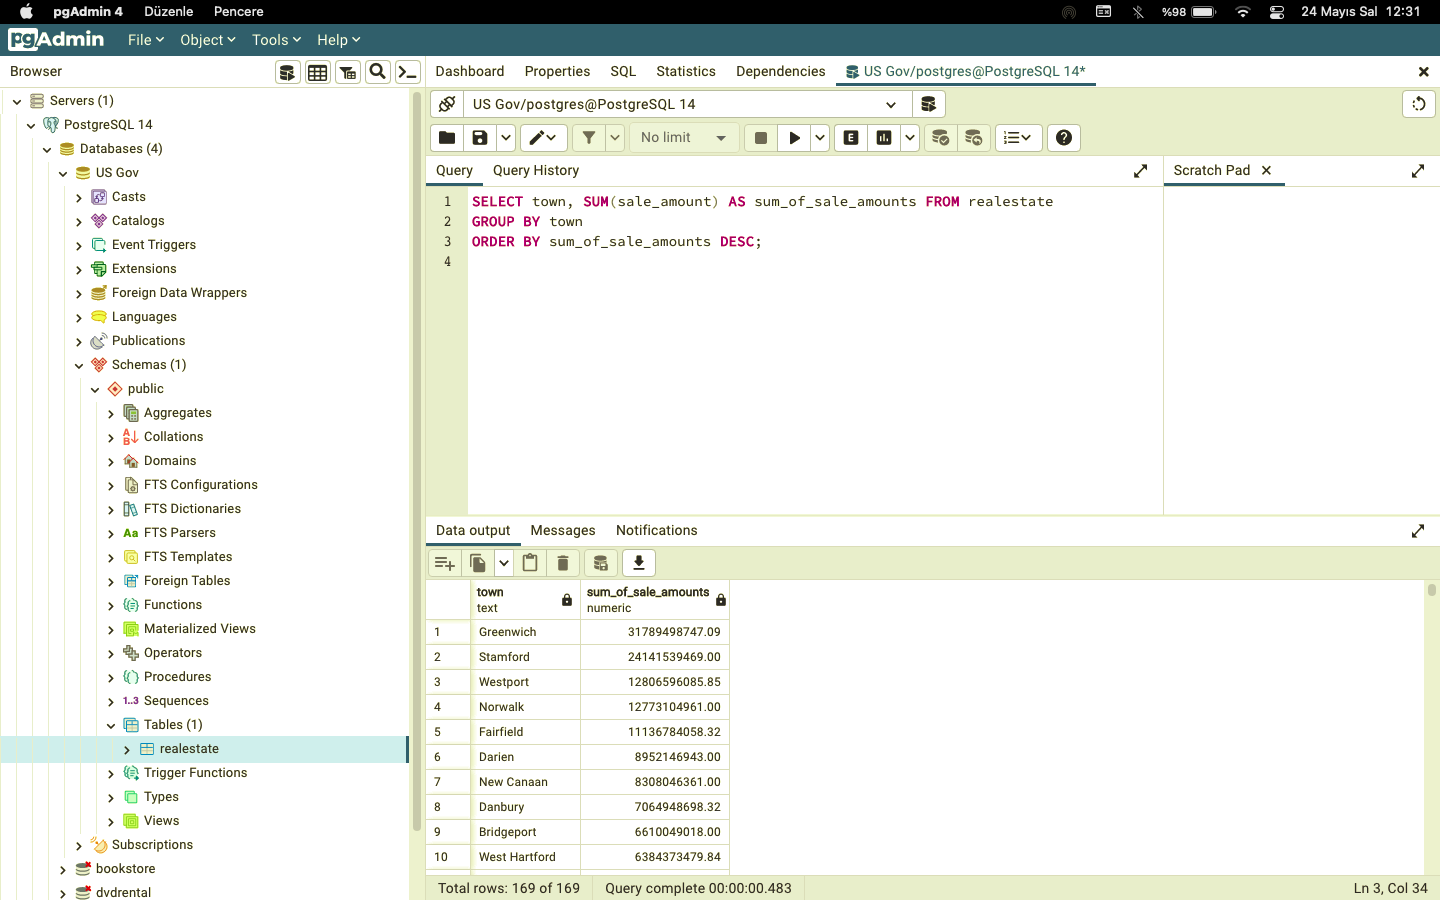 pgAdmin 4 Düzenle Pencere %98 24 Mayıs Sal 12:31
pgAdmin File Object Tools Help
Browser
Dashboard Properties SQL Statistics Dependencies US Gov/postgres@PostgreSQL 14*
Servers (1)
PostgreSQL 14
Databases (4)
US Gov
Casts
Catalogs
Event Triggers
Extensions
Foreign Data Wrappers
Languages
Publications
Schemas (1)
public
Aggregates
Collations
Domains
FTS Configurations
FTS Dictionaries
Aa FTS Parsers
FTS Templates
Foreign Tables
Functions
Materialized Views
Operators
Procedures
1..3 Sequences
Tables (1)
realestate
Trigger Functions
Types
Views
Subscriptions
bookstore
dvdrental
US Gov/postgres@PostgreSQL 14
No limit E
Query Query History Scratch Pad
1 SELECT town, SUM(sale_amount) AS sum_of_sale_amounts FROM realestate
2 GROUP BY town
3 ORDER BY sum_of_sale_amounts DESC;
4
Data output Messages Notifications
town sum_of_sale_amounts
text numeric
1 Greenwich 31789498747.09
2 Stamford 24141539469.00
3 Westport 12806596085.85
4 Norwalk 12773104961.00
5 Fairfield 11136784058.32
6 Darien 8952146943.00
7 New Canaan 8308046361.00
8 Danbury 7064948698.32
9 Bridgeport 6610049018.00
10 West Hartford 6384373479.84
Total rows: 169 of 169 Query complete 00:00:00.483 Ln 3, Col 34